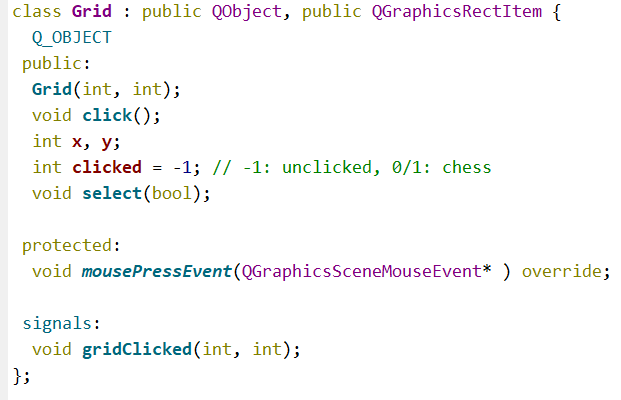 class Grid : public QObject, public QGraphicsRectItem {
  Q_OBJECT
 public:
  Grid(int, int);
  void click();
  int x, y;
  int clicked = -1; // -1: unclicked, 0/1: chess
  void select(bool);

 protected:
  void mousePressEvent(QGraphicsSceneMouseEvent* ) override;

 signals:
  void gridClicked(int, int);
};